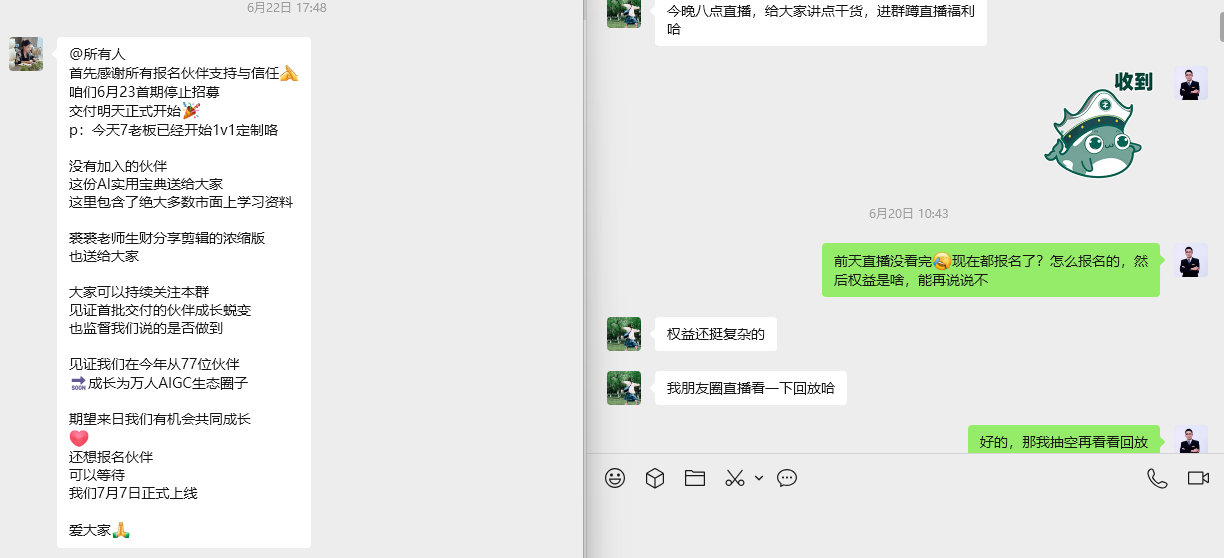 6月22日 17:48
@所有人
首先感谢所有报名伙伴支持与信任
咱们6月23首期停止招募
交付明天正式开始
p：今天7老板已经开始1v1定制咯
没有加入的伙伴
这份AI实用宝典送给大家
这里包含了绝大多数市面上学习资料
裘裘老师生财分享剪辑的浓缩版
也送给大家
大家可以持续关注本群
见证首批交付的伙伴成长蜕变
也监督我们说的是否做到
见证我们在今年从77位伙伴
SOON成长为万人AIGC生态圈子
期望来日我们有机会共同成长
还想报名伙伴
可以等待
我们7月7日正式上线
爱大家
今晚八点直播，给大家讲点干货，进群蹲直播福利
哈
收到
6月20日 10:43
前天直播没看完现在都报名了？怎么报名的，然
后权益是啥，能再说说不
权益还挺复杂的
我朋友圈直播看一下回放哈
好的，那我抽空再看看回放